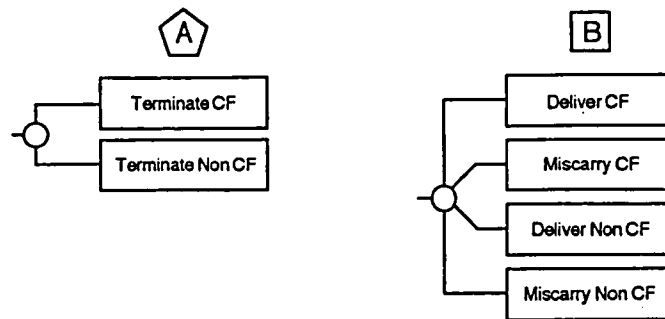 A
Terminate CF
Terminate Non CF
B
Deliver CF
Miscarry CF
Deliver Non CF
Miscarry Non CF